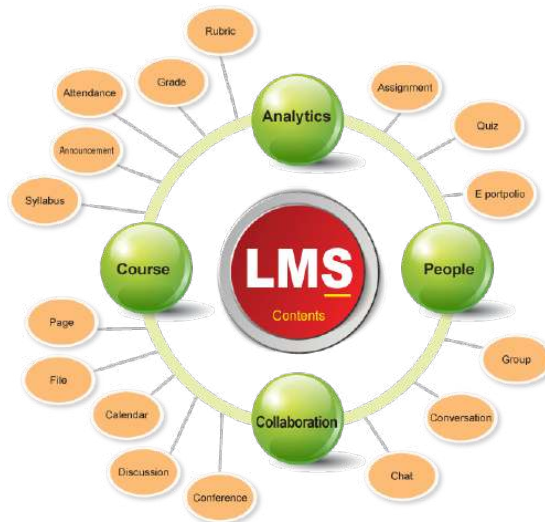 Rubric
Grade
Attendance
Announcement
Syllabus
Analytics
Assignment
Quiz
E portpolio
Course
LMS
Contents
People
Page
File
Calendar
Discussion
Conference
Collaboration
Group
Conversation
Chat